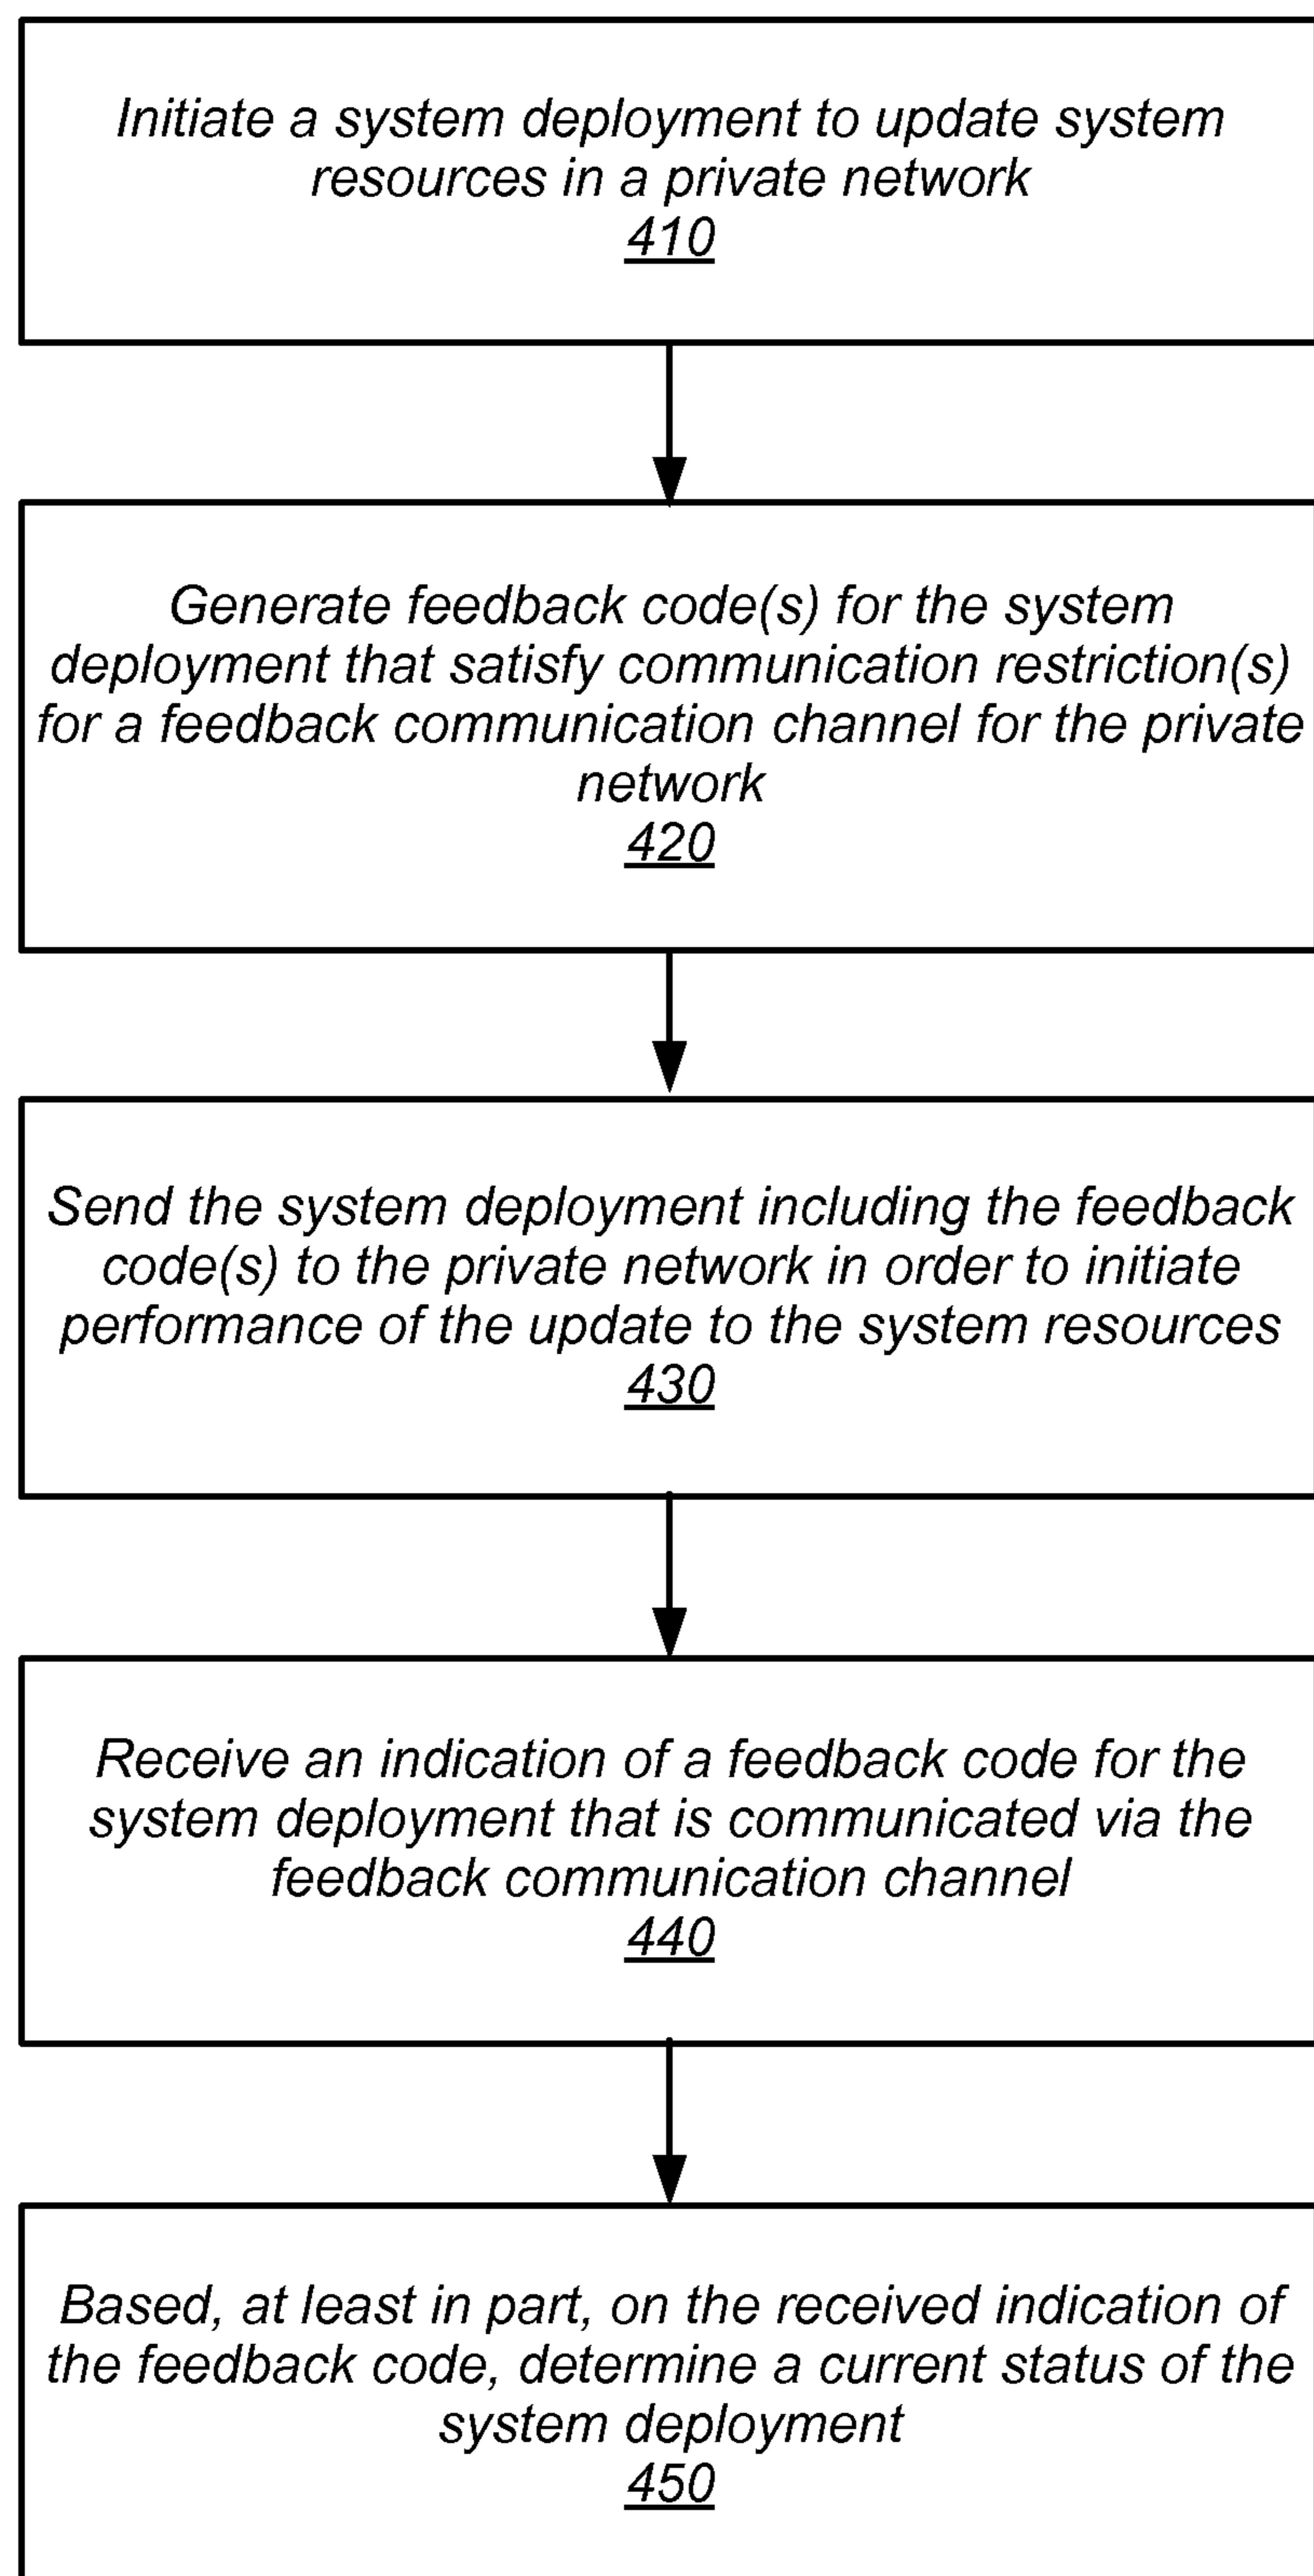 Initiate a system deployment to update system
resources in a private network
410
Generate feedback code(s) for the system
deployment that satisfy communication restriction(s)
for a feedback communication channel for the private
network
420
Send the system deployment including the feedback
code(s) to the private network in order to initiate
performance of the update to the system resources
430
Receive an indication of a feedback code for the
system deployment that is communicated via the
feedback communication channel
440
Based, at least in part, on the received indication of
the feedback code, determine a current status of the
system deployment
450